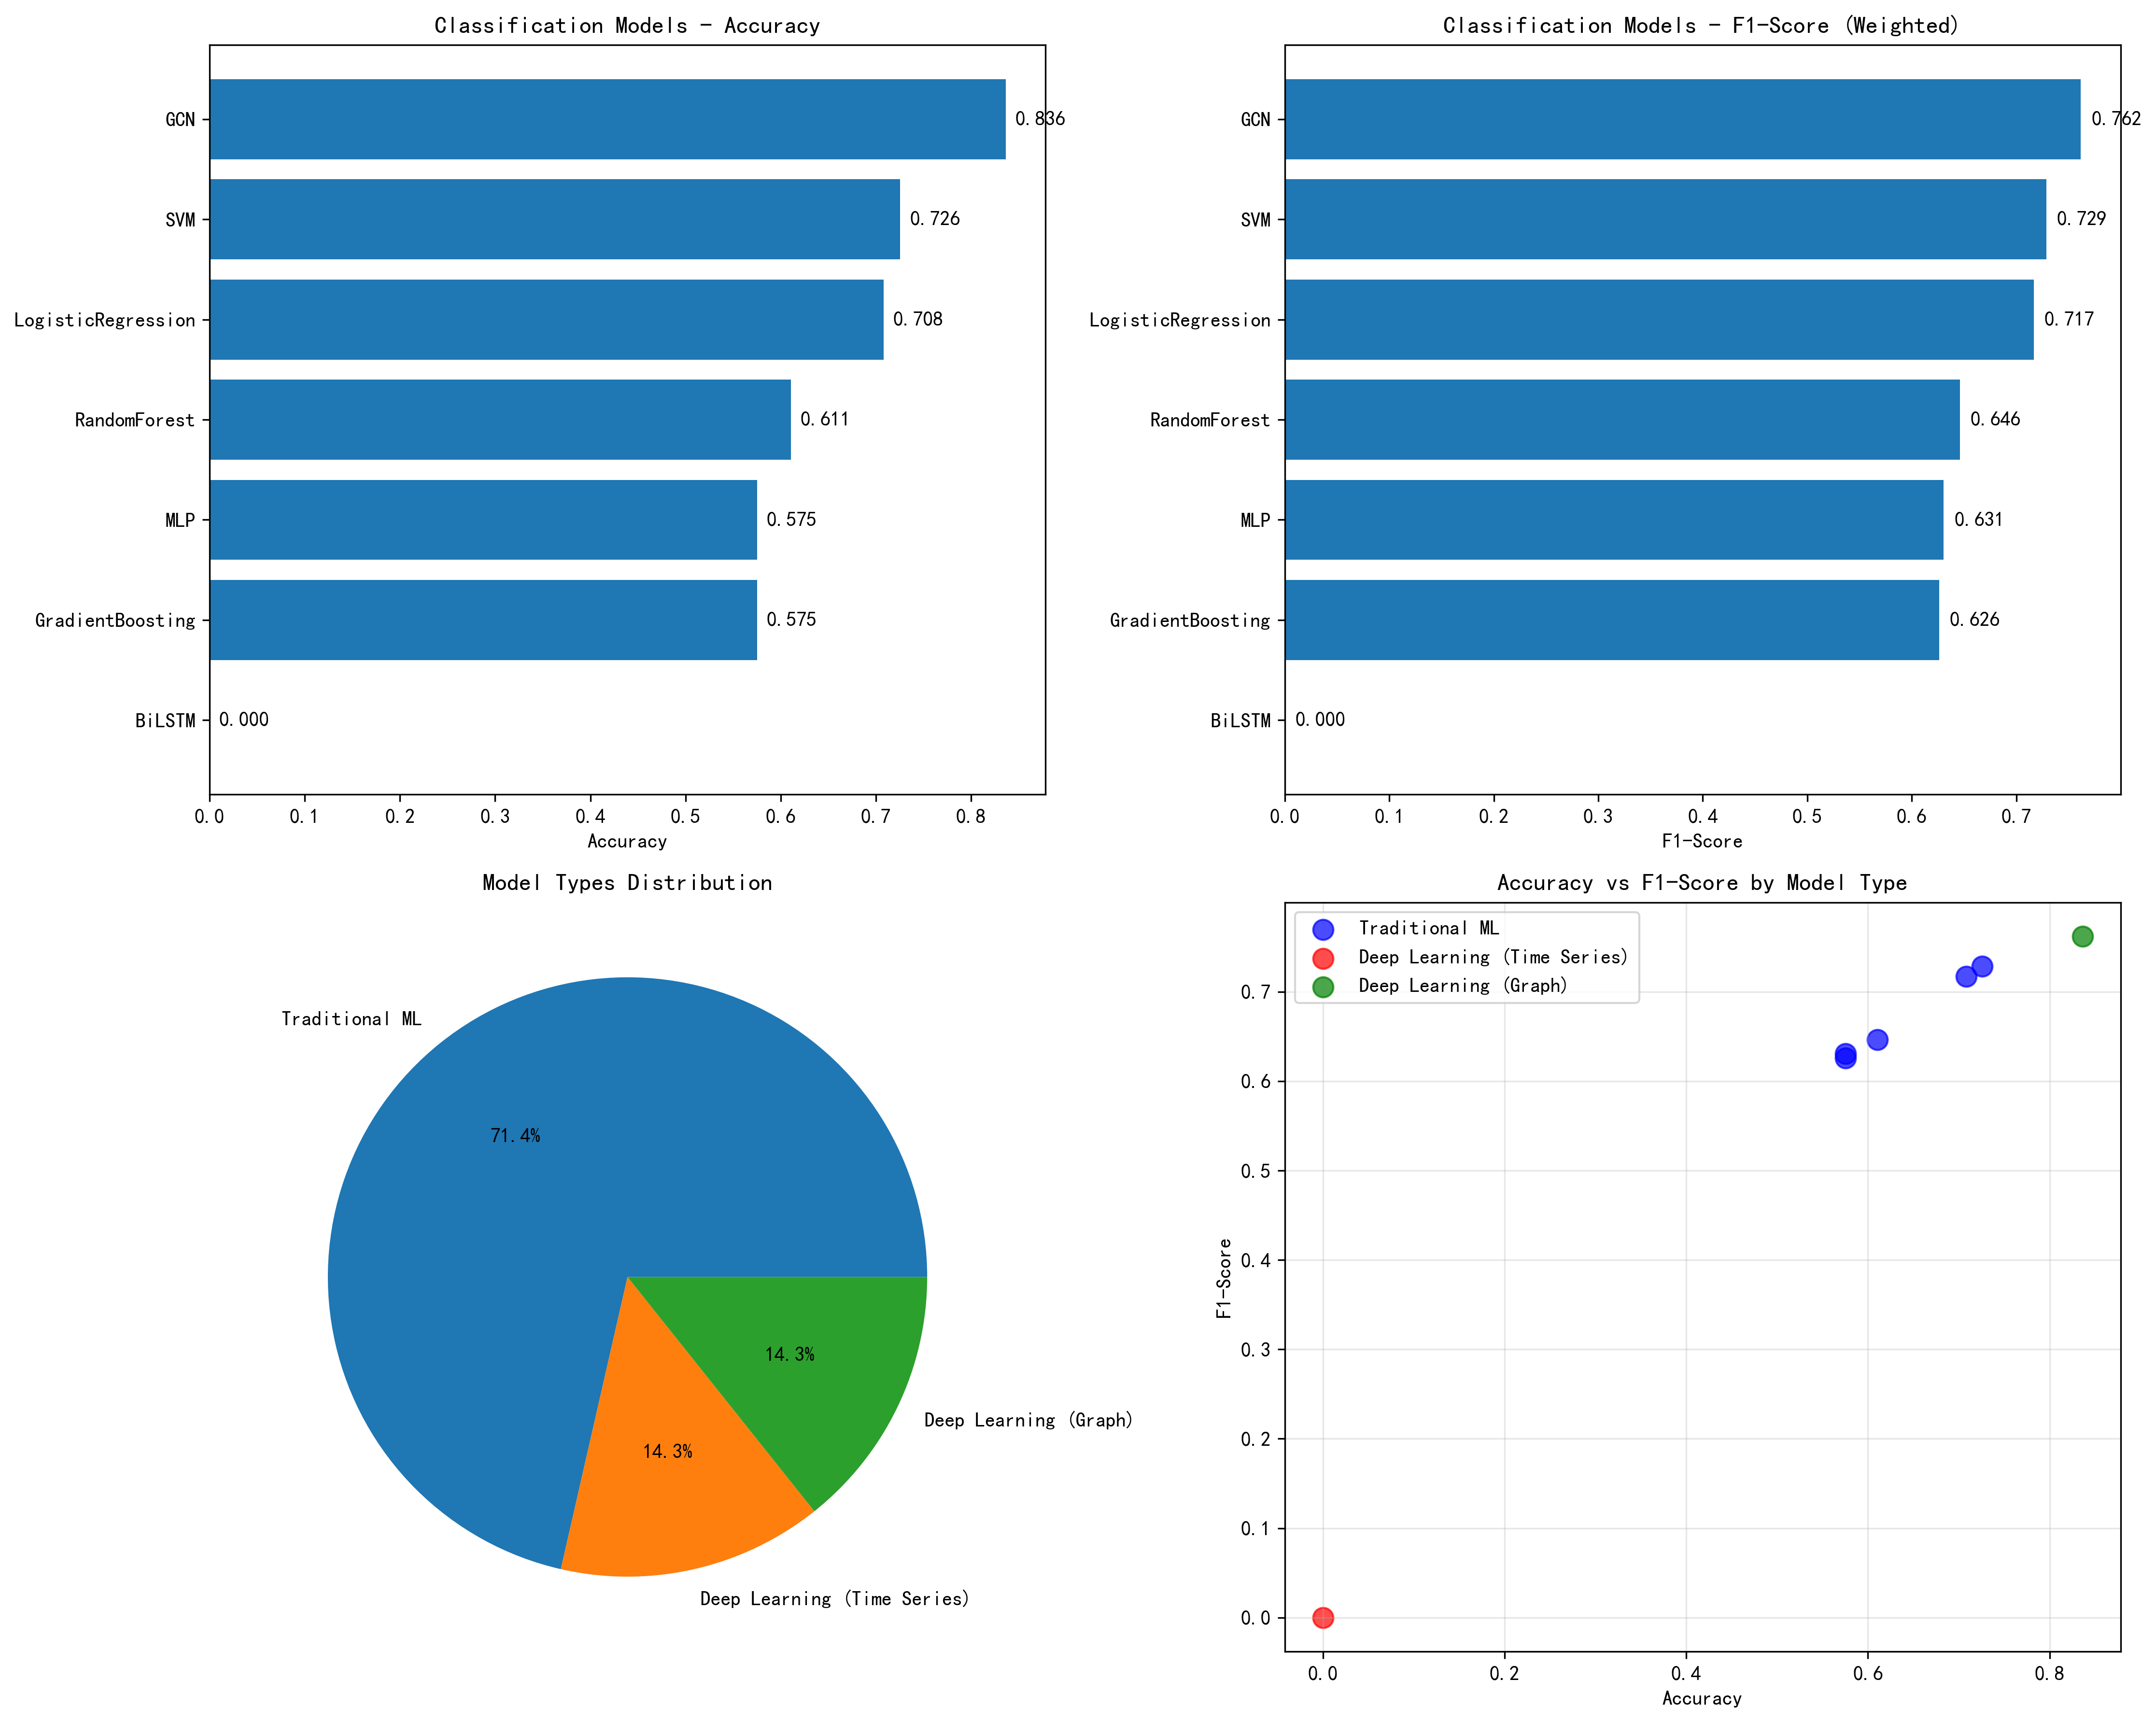 Classification Models - Accuracy
GCN
0.836
SVM
0.726
LogisticRegression
0.708
RandomForest
0.611
MLP
0.575
GradientBoosting
0.575
BiLSTM
0.000
0.0 0.1 0.2 0.3 0.4 0.5 0.6 0.7 0.8
Accuracy
Classification Models - F1-Score (Weighted)
GCN
0.762
SVM
0.729
LogisticRegression
0.717
RandomForest
0.646
MLP
0.631
GradientBoosting
0.626
BiLSTM
0.000
0.0 0.1 0.2 0.3 0.4 0.5 0.6 0.7
F1-Score
Model Types Distribution
Traditional ML
71.4%
14.3%
Deep Learning (Graph)
14.3%
Deep Learning (Time Series)
Accuracy vs F1-Score by Model Type
Traditional ML
Deep Learning (Time Series)
Deep Learning (Graph)
0.7
0.6
0.5
0.4
0.3
0.2
0.1
0.0
F1-Score
0.0 0.2 0.4 0.6 0.8
Accuracy